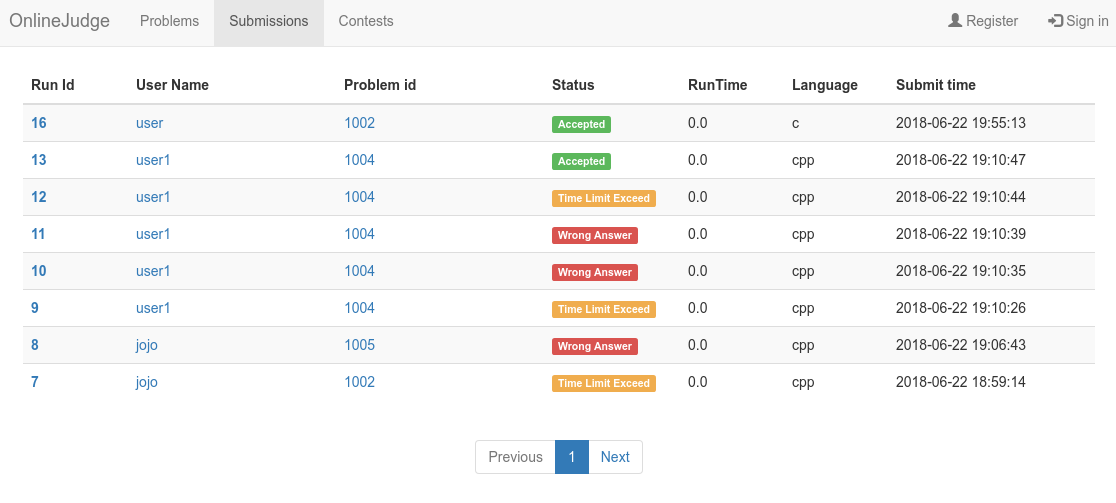 OnlineJudge Problems Submissions Contests Register Sign in
Run Id User Name Problem id Status RunTime Language Submit time
16 user 1002 Accepted 0.0 c 2018-06-22 19:55:13
13 user1 1004 Accepted 0.0 cpp 2018-06-22 19:10:47
12 user1 1004 Time Limit Exceed 0.0 cpp 2018-06-22 19:10:44
11 user1 1004 Wrong Answer 0.0 cpp 2018-06-22 19:10:39
10 user1 1004 Wrong Answer 0.0 cpp 2018-06-22 19:10:35
9 user1 1004 Time Limit Exceed 0.0 cpp 2018-06-22 19:10:26
8 jojo 1005 Wrong Answer 0.0 cpp 2018-06-22 19:06:43
7 jojo 1002 Time Limit Exceed 0.0 cpp 2018-06-22 18:59:14
Previous 1 Next